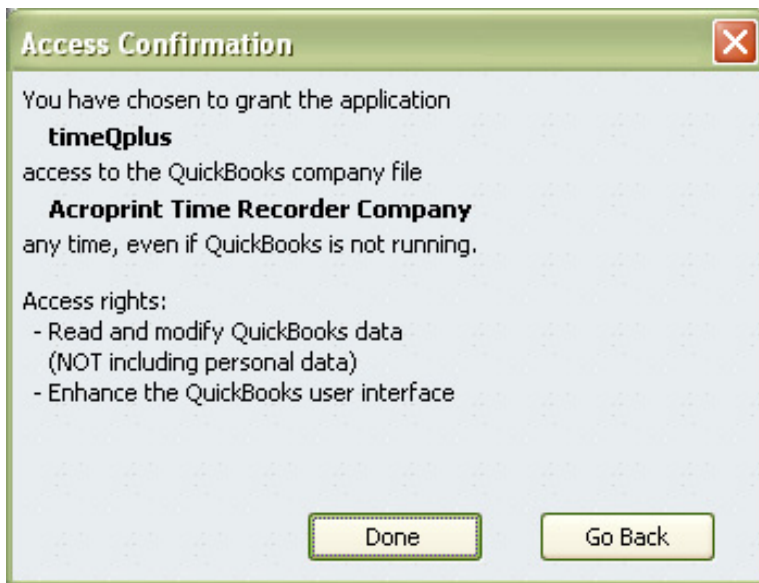 Access Confirmation
You have chosen to grant the application
timeQplus
access to the QuickBooks company file
Acroprint Time Recorder Company
any time, even if QuickBooks is not running.
Access rights:
- Read and modify QuickBooks data
(NOT including personal data)
- Enhance the QuickBooks user interface
Done
Go Back